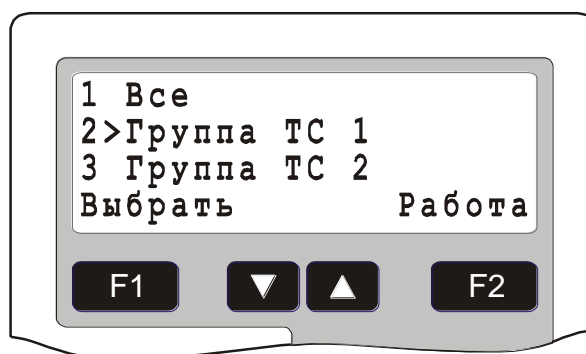 1 Все
2>Группа ТС 1
3 Группа ТС 2
Выбрать Работа
F1 ▼ ▲ F2